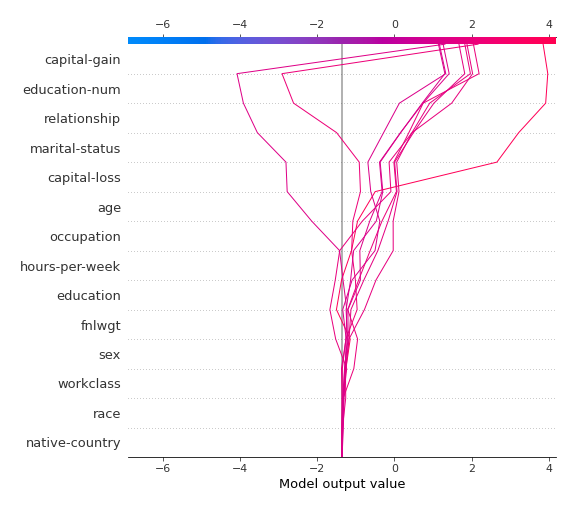 −6 −4 −2 0 2 4
capital-gain
education-num
relationship
marital-status
capital-loss
age
occupation
hours-per-week
education
fnlwgt
sex
workclass
race
native-country
−6 −4 −2 0 2 4
Model output value